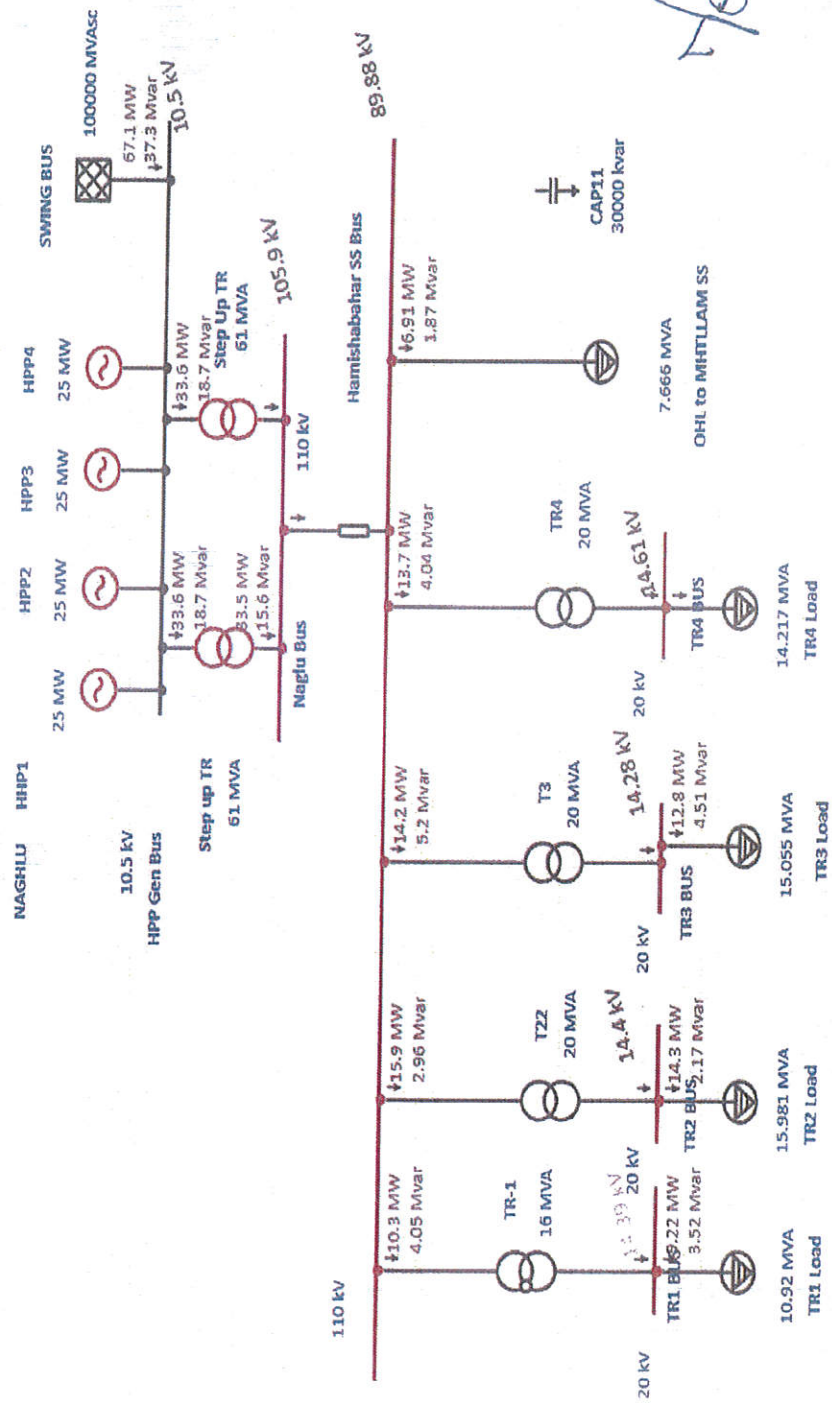 NAGHLU
HHP1
25 MW
HPP2
25 MW
HPP3
25 MW
HPP4
25 MW
SWING BUS
100000 MVAsc
67.1 MW
37.3 Mvar
10.5 kV
10.5 kV
HPP Gen Bus
33.6 MW
18.7 Mvar
33.6 MW
18.7 Mvar
Step up TR
61 MVA
Step Up TR
61 MVA
33.5 MW
15.6 Mvar
Naglu Bus
110 kV
105.9 kV
110 kV
Hamishabahar SS Bus
89.88 kV
10.3 MW
4.05 Mvar
15.9 MW
2.96 Mvar
14.2 MW
5.2 Mvar
13.7 MW
4.04 Mvar
6.91 MW
1.87 Mvar
TR-1
16 MVA
T22
20 MVA
T3
20 MVA
TR4
20 MVA
CAP11
30000 kvar
20 kV
TR1 BUS
9.22 MW
3.52 Mvar
20 kV
14.4 kV
TR2 BUS
14.3 MW
2.17 Mvar
20 kV
14.28 kV
TR3 BUS
12.8 MW
4.51 Mvar
20 kV
14.61 kV
TR4 BUS
10.92 MVA
TR1 Load
15.981 MVA
TR2 Load
15.055 MVA
TR3 Load
14.217 MVA
TR4 Load
7.666 MVA
OHL to MHTLLAM SS